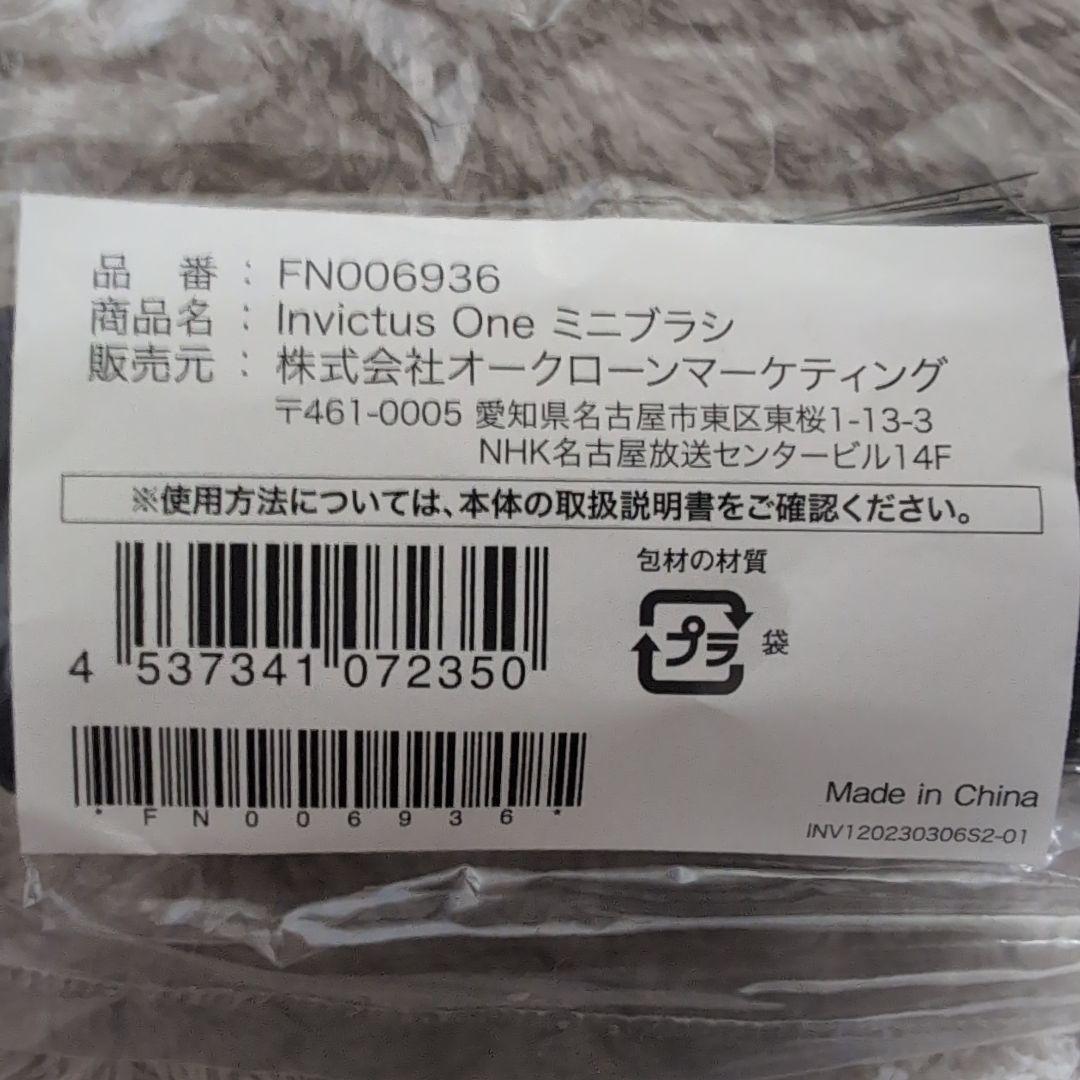 品 番 : FN006936
商品名 : Invictus One ミニブラシ
販売元 : 株式会社オークローンマーケティング
〒461-0005 愛知県名古屋市東区東桜1-13-3
NHK名古屋放送センタービル14F
※使用方法については、本体の取扱説明書をご確認ください。
包材の材質
プラ 袋
4 537341 072350
*FN006936*
Made in China
INV120230306S2-01